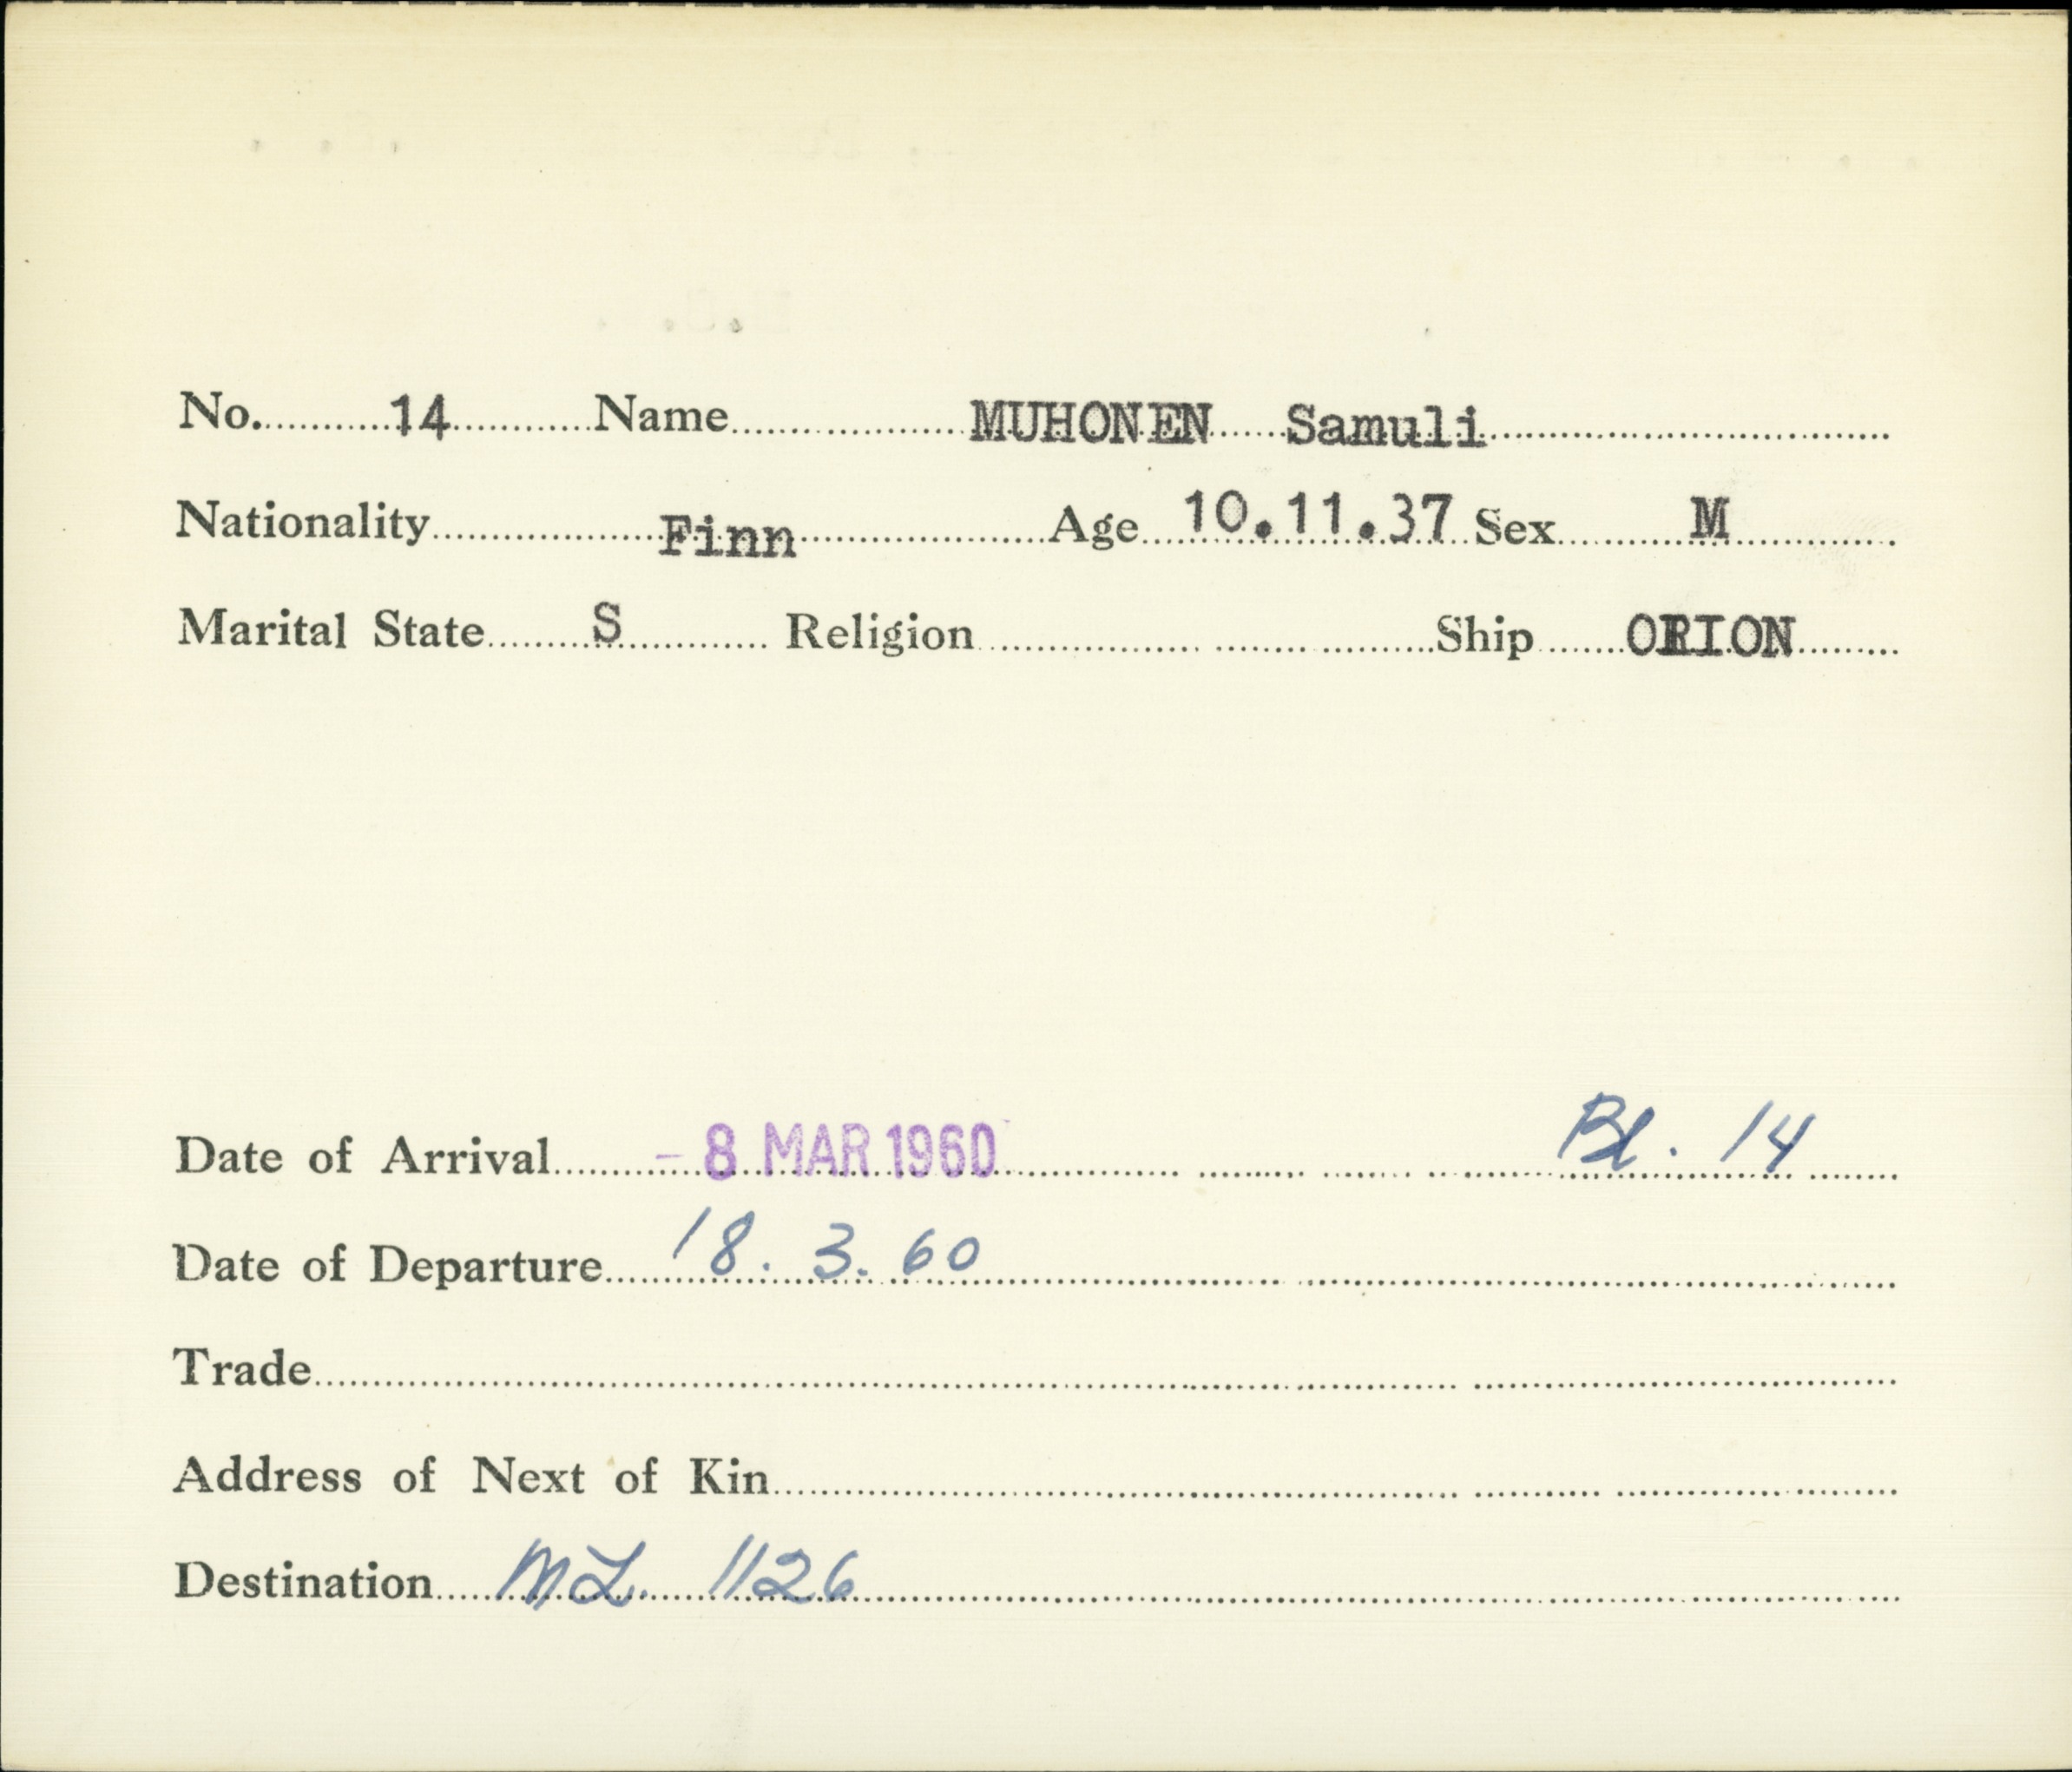 No. 14 Name MUHONEN Samuli
Nationality Finn Age 10.11.37 Sex M
Marital State S Religion Ship ORION
Date of Arrival - 8 MAR 1960 Bl. 14
Date of Departure 18. 3. 60
Trade
Address of Next of Kin
Destination ML. 1126